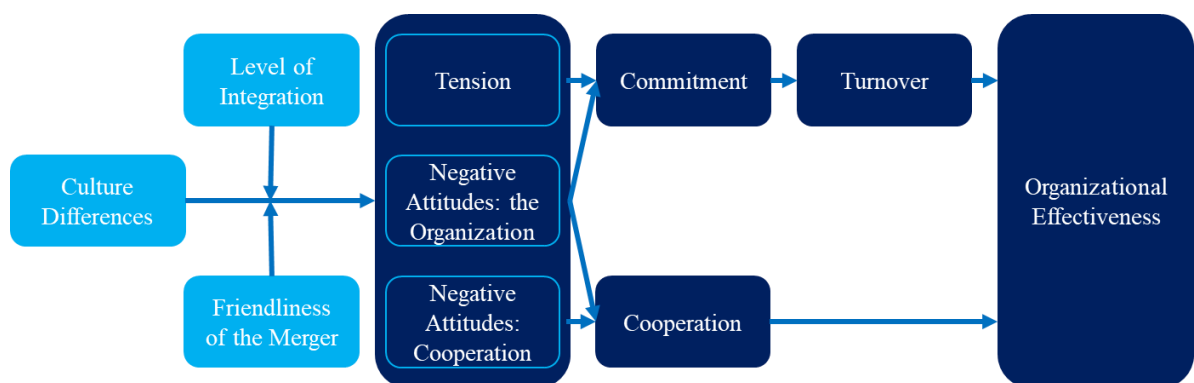 Level of
Integration
Tension
Commitment
Turnover
Culture
Differences
Negative
Attitudes: the
Organization
Organizational
Effectiveness
Friendliness
of the Merger
Negative
Attitudes:
Cooperation
Cooperation